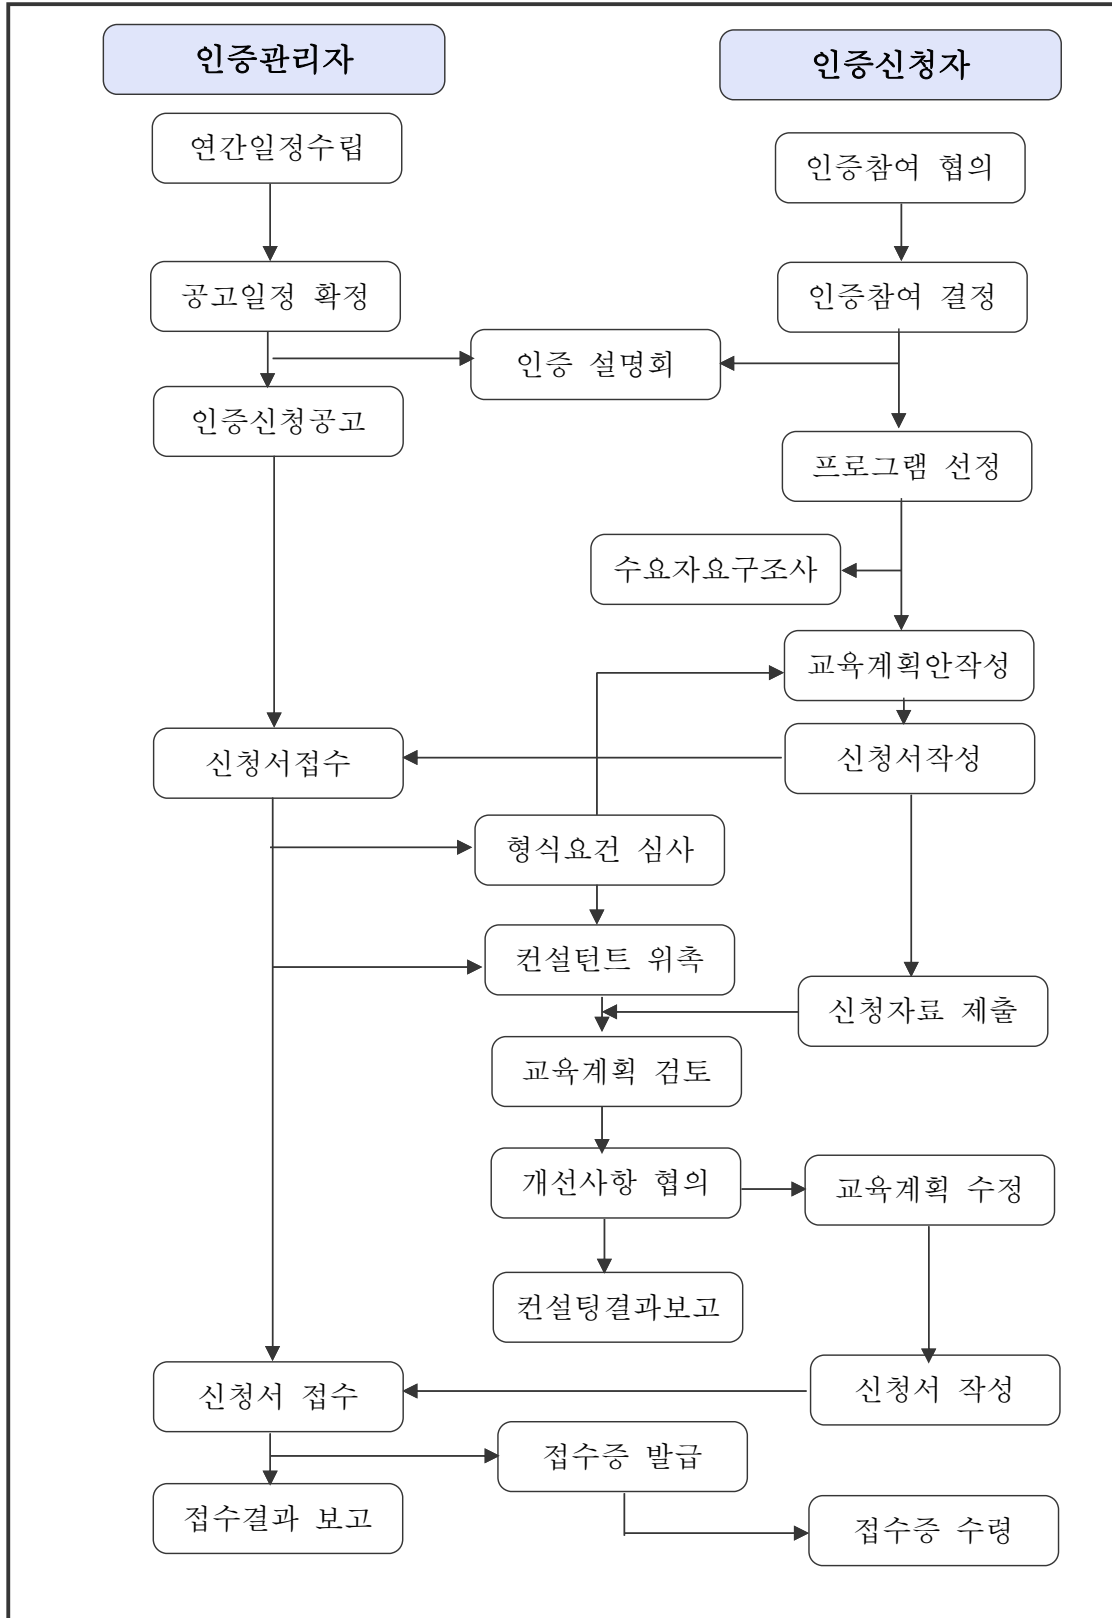 인증관리자
인증신청자
연간일정수립
인증참여 협의
공고일정 확정
인증참여 결정
인증 설명회
인증신청공고
프로그램 선정
수요자요구조사
교육계획안작성
신청서접수
신청서작성
형식요건 심사
컨설턴트 위촉
신청자료 제출
교육계획 검토
개선사항 협의
교육계획 수정
컨설팅결과보고
신청서 접수
신청서 작성
접수증 발급
접수결과 보고
접수증 수령